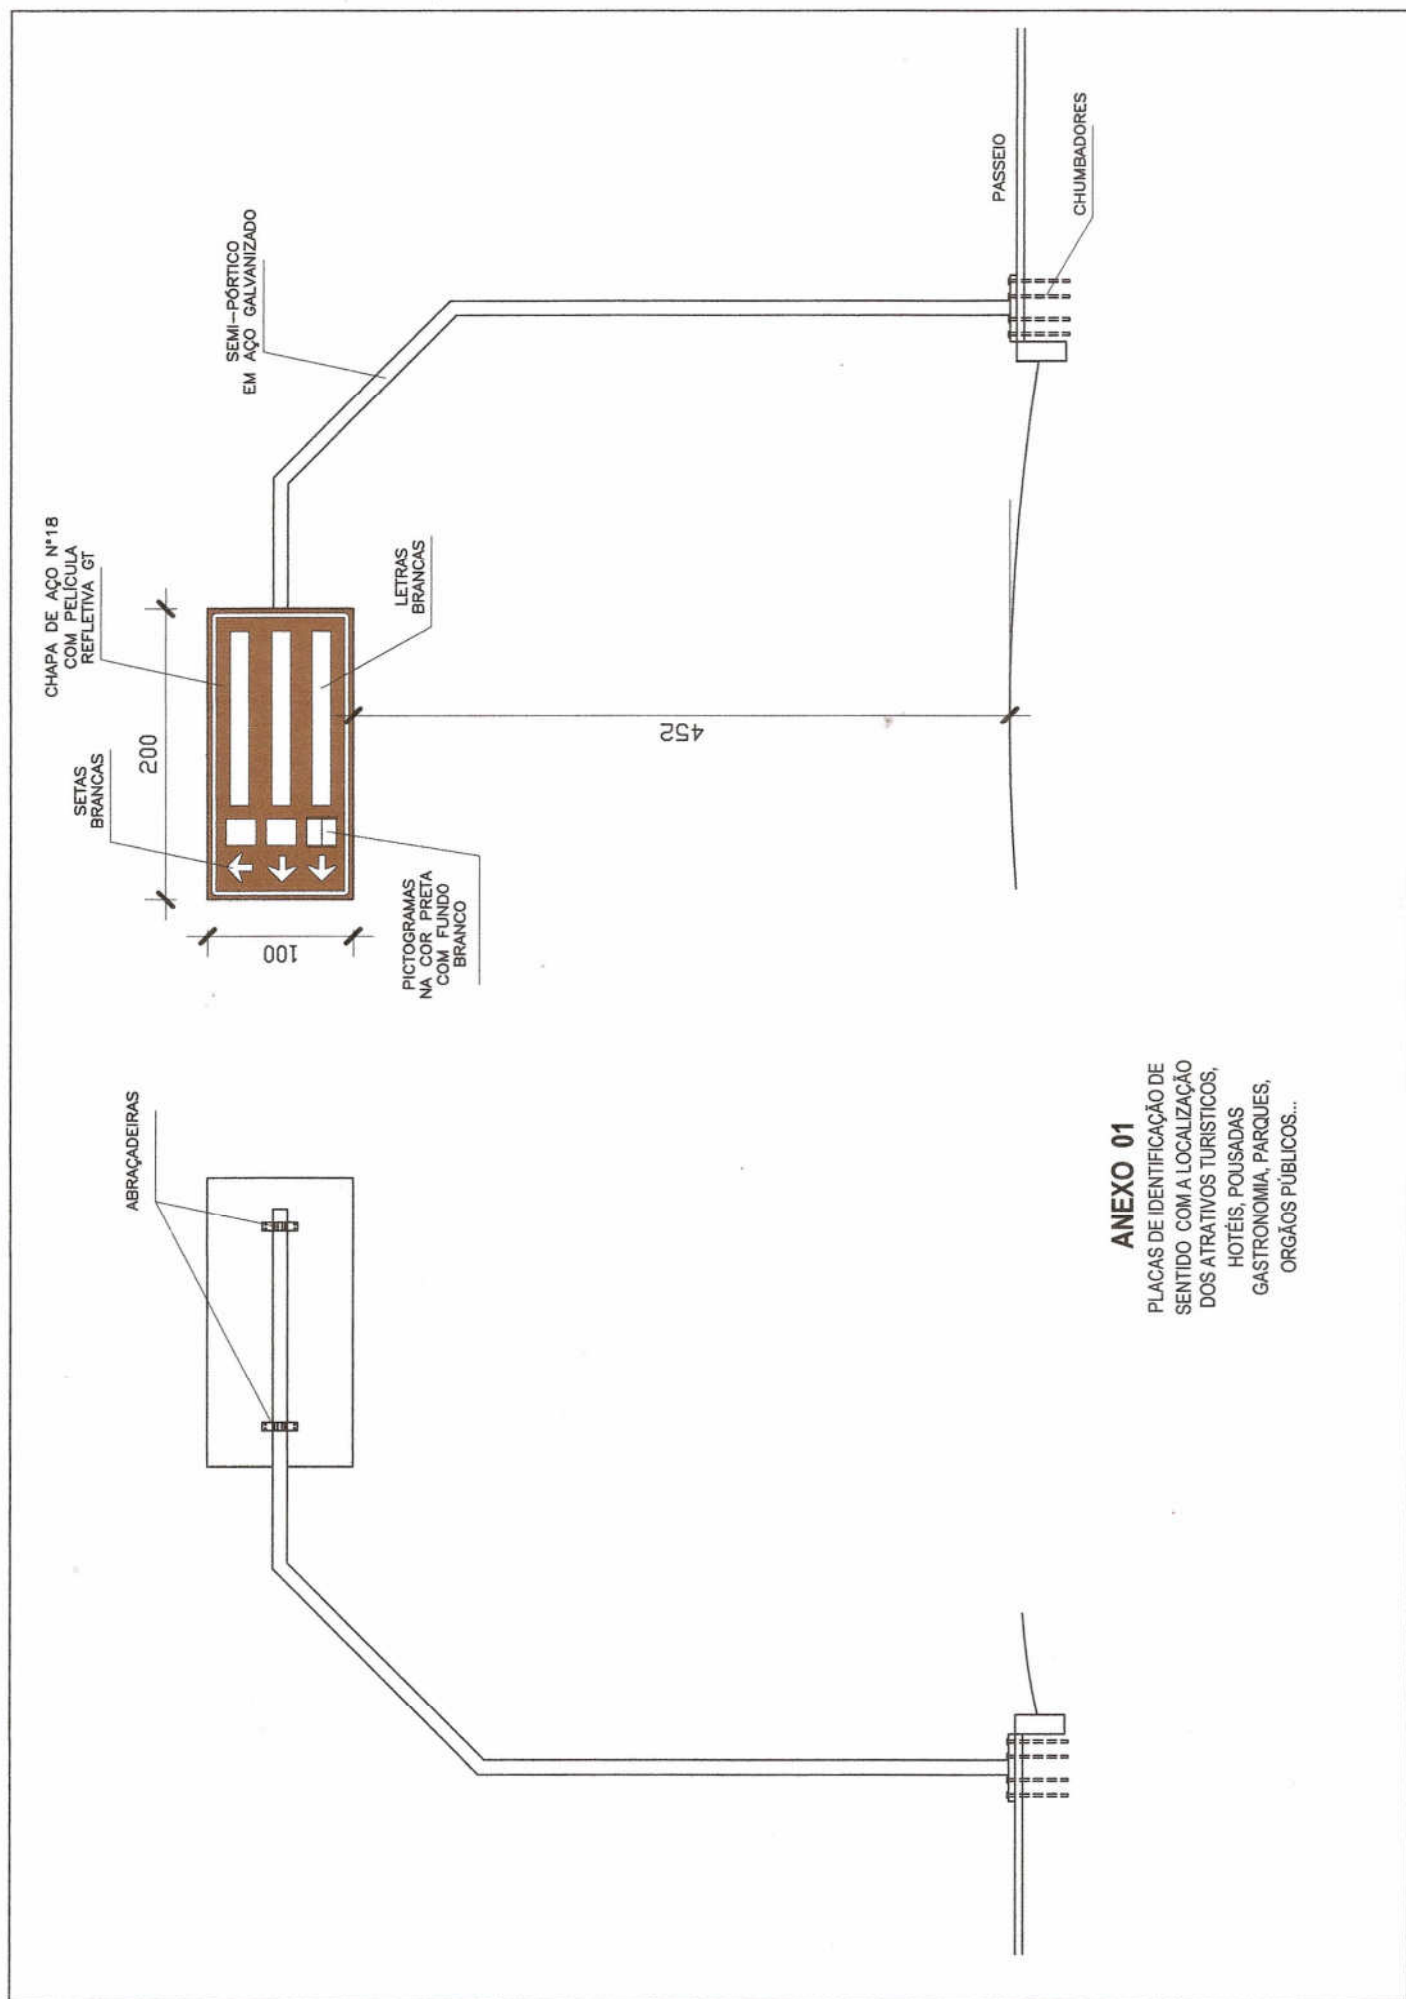 ABRAÇADEIRAS
SETAS
BRANCAS
200
CHAPA DE AÇO N°18
COM PELÍCULA
REFLETIVA GT
SEMI-PÓRTICO
EM AÇO GALVANIZADO
100
PICTOGRAMAS
NA COR PRETA
COM FUNDO
BRANCO
LETRAS
BRANCAS
452
PASSEIO
CHUMBADORES
ANEXO 01
PLACAS DE IDENTIFICAÇÃO DE
SENTIDO COM A LOCALIZAÇÃO
DOS ATRATIVOS TURISTICOS,
HOTÉIS, POUSADAS
GASTRONOMIA, PARQUES,
ORGÃOS PÚBLICOS...